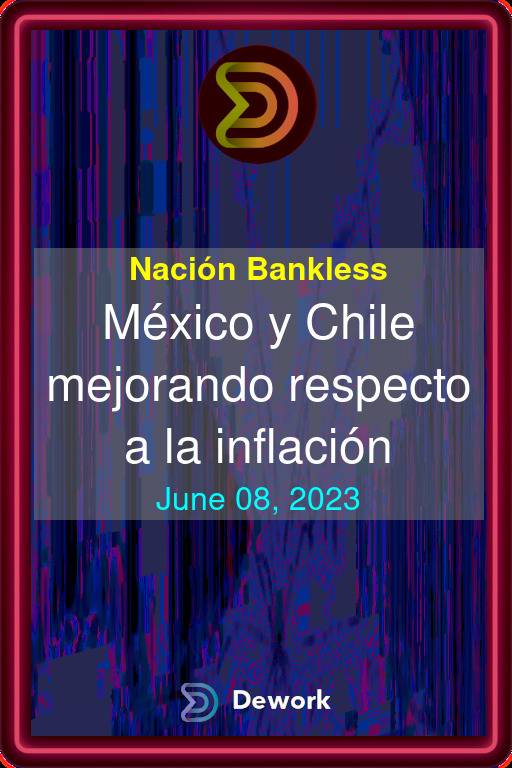 Nación Bankless
México y Chile
mejorando respecto
a la inflación
June 08, 2023
Dework